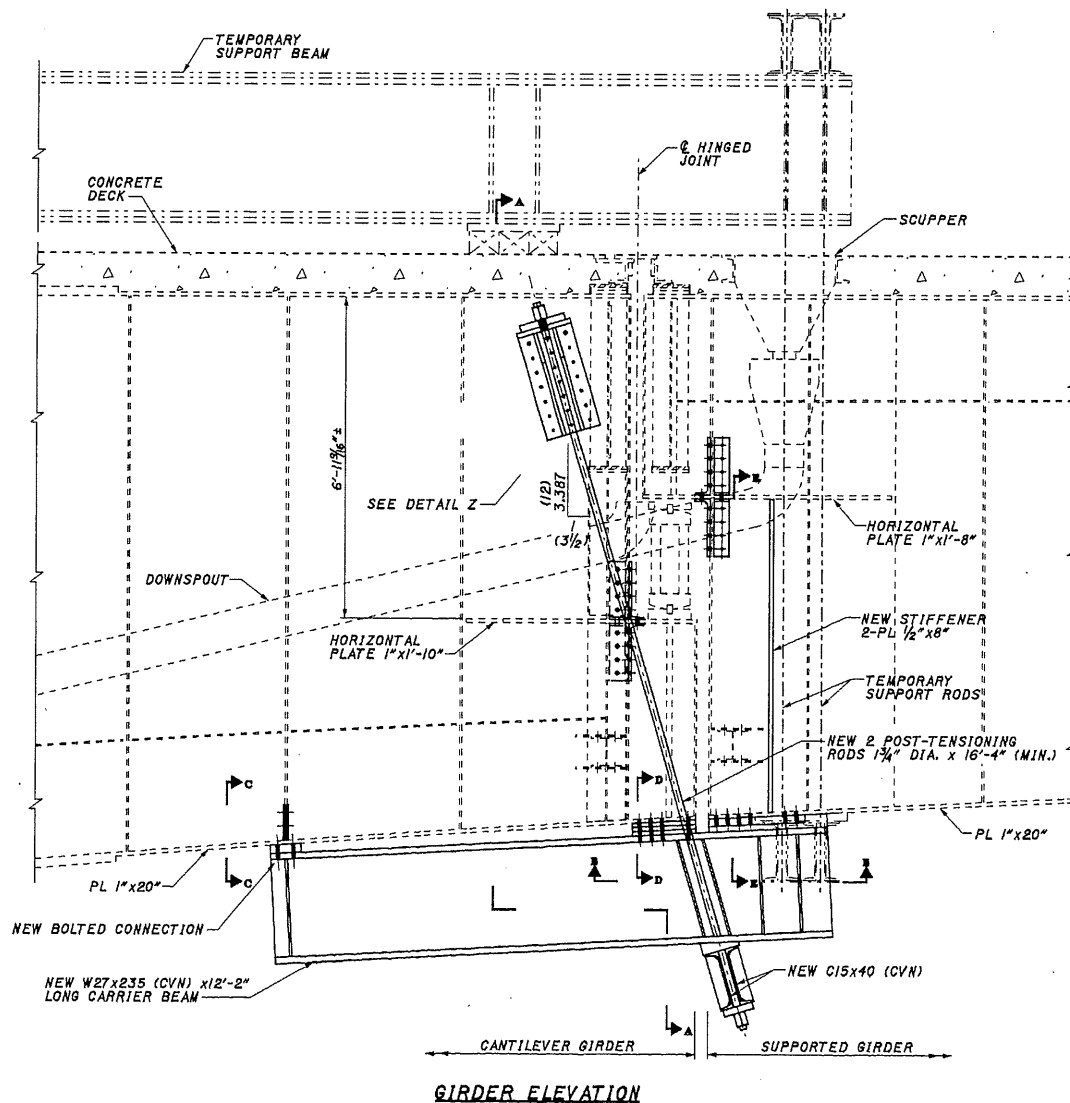 TEMPORARY
SUPPORT BEAM
℄ HINGED
JOINT
CONCRETE
DECK
A
SCUPPER
6'-11 9/16"±
SEE DETAIL Z
(12)
3.387
(3½)
E
HORIZONTAL
PLATE 1"x1'-8"
DOWNSPOUT
HORIZONTAL
PLATE 1"x1'-10"
NEW STIFFENER
2-PL ½"x8"
TEMPORARY
SUPPORT RODS
NEW 2 POST-TENSIONING
RODS 1¾" DIA. x 16'-4" (MIN.)
C
D
PL 1"x20"
B
C
D
E
B
PL 1"x20"
NEW BOLTED CONNECTION
NEW W27x235 (CVN) x12'-2"
LONG CARRIER BEAM
NEW C15x40 (CVN)
A
CANTILEVER GIRDER
SUPPORTED GIRDER
GIRDER ELEVATION